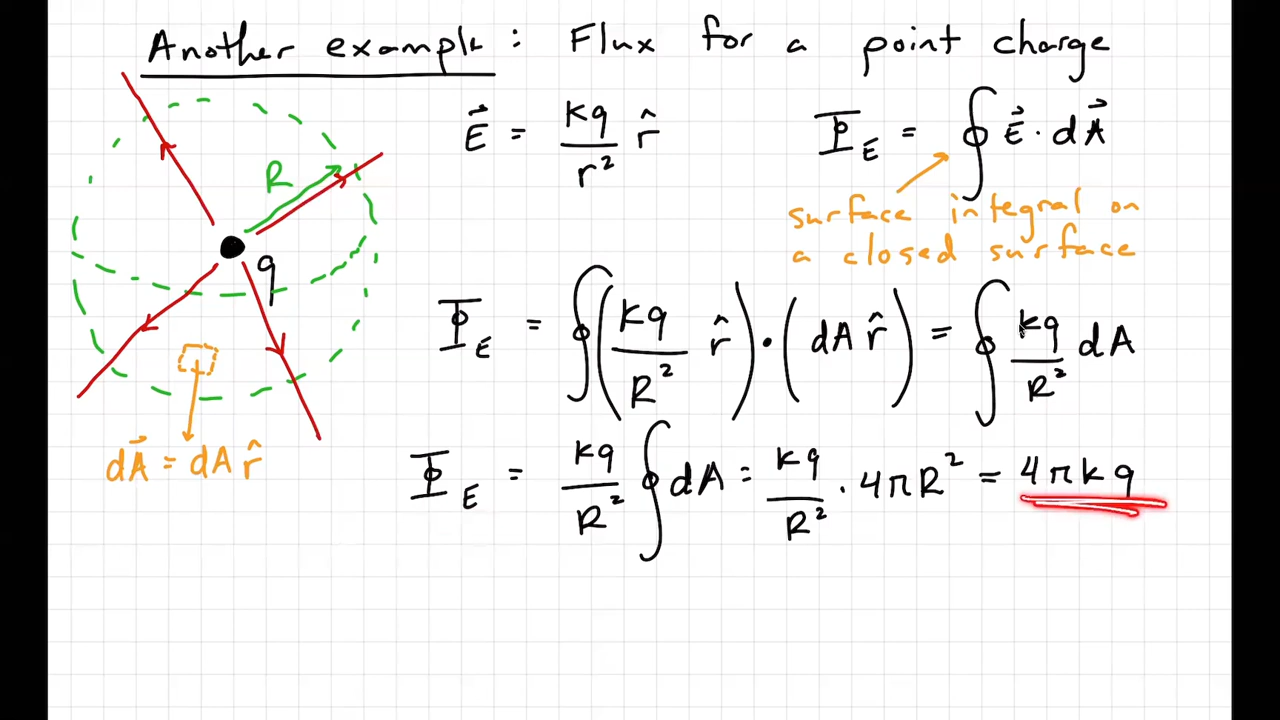 Another example: Flux for a point charge
E⃗ = kq/r² r̂
Φ_E = ∮ E⃗ · dA⃗
surface integral on
a closed surface
R
q
dA⃗ = dA r̂
Φ_E = ∮ (kq/R² r̂) · (dA r̂) = ∮ kq/R² dA
Φ_E = kq/R² ∮ dA = kq/R² · 4πR² = 4πkq